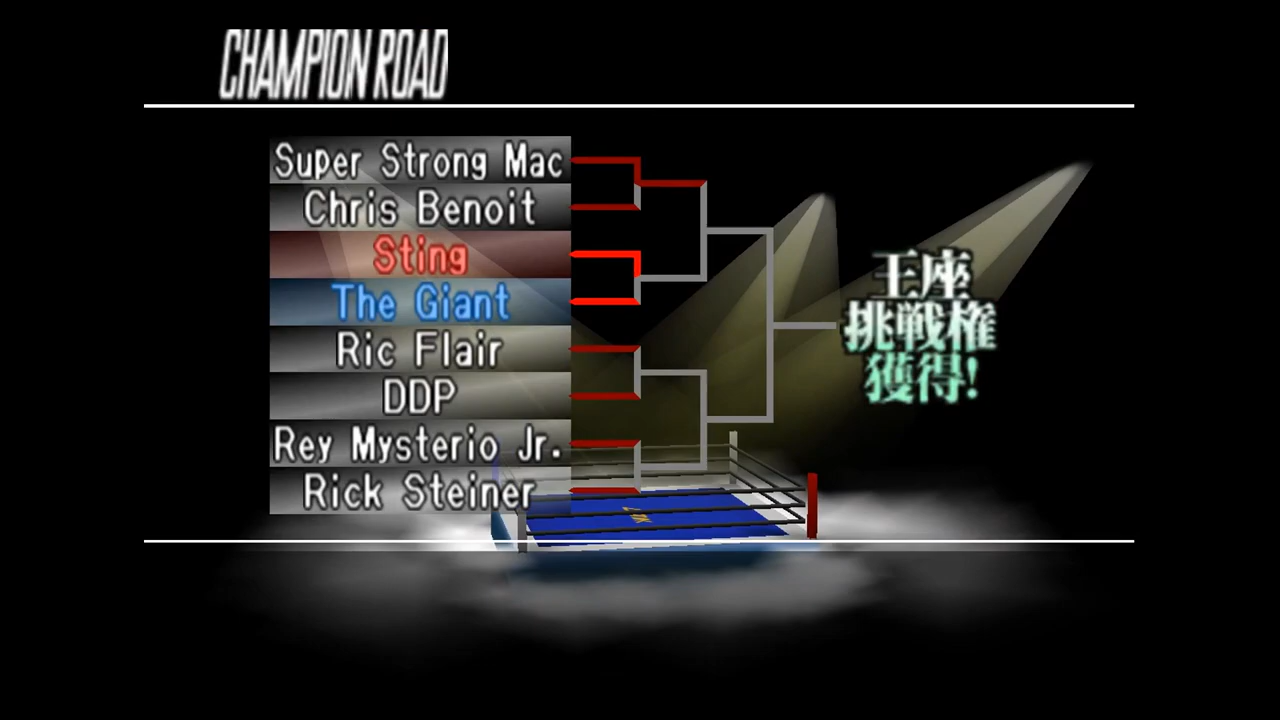 CHAMPION ROAD
Super Strong Mac
Chris Benoit
Sting
The Giant
Ric Flair
DDP
Rey Mysterio Jr.
Rick Steiner
王座
挑戦権
獲得!